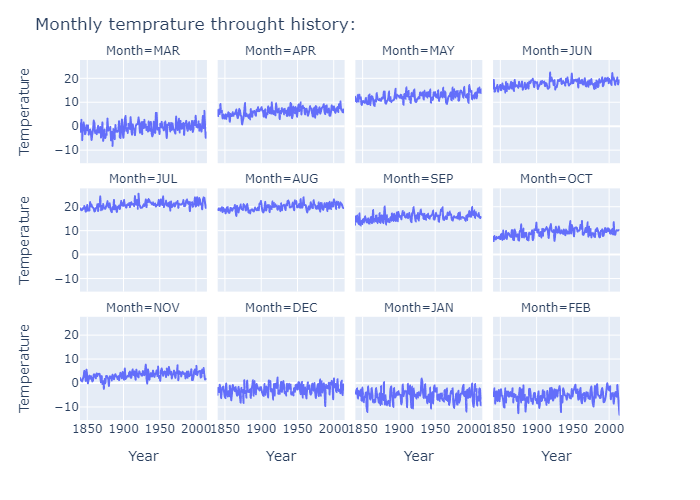 Monthly temprature throught history:
Month=MAR
Month=APR
Month=MAY
Month=JUN
Temperature
20
10
0
−10
Month=JUL
Month=AUG
Month=SEP
Month=OCT
Temperature
20
10
0
−10
Month=NOV
Month=DEC
Month=JAN
Month=FEB
Temperature
20
10
0
−10
1850 1900 1950 2000
1850 1900 1950 2000
1850 1900 1950 2000
1850 1900 1950 2000
Year
Year
Year
Year